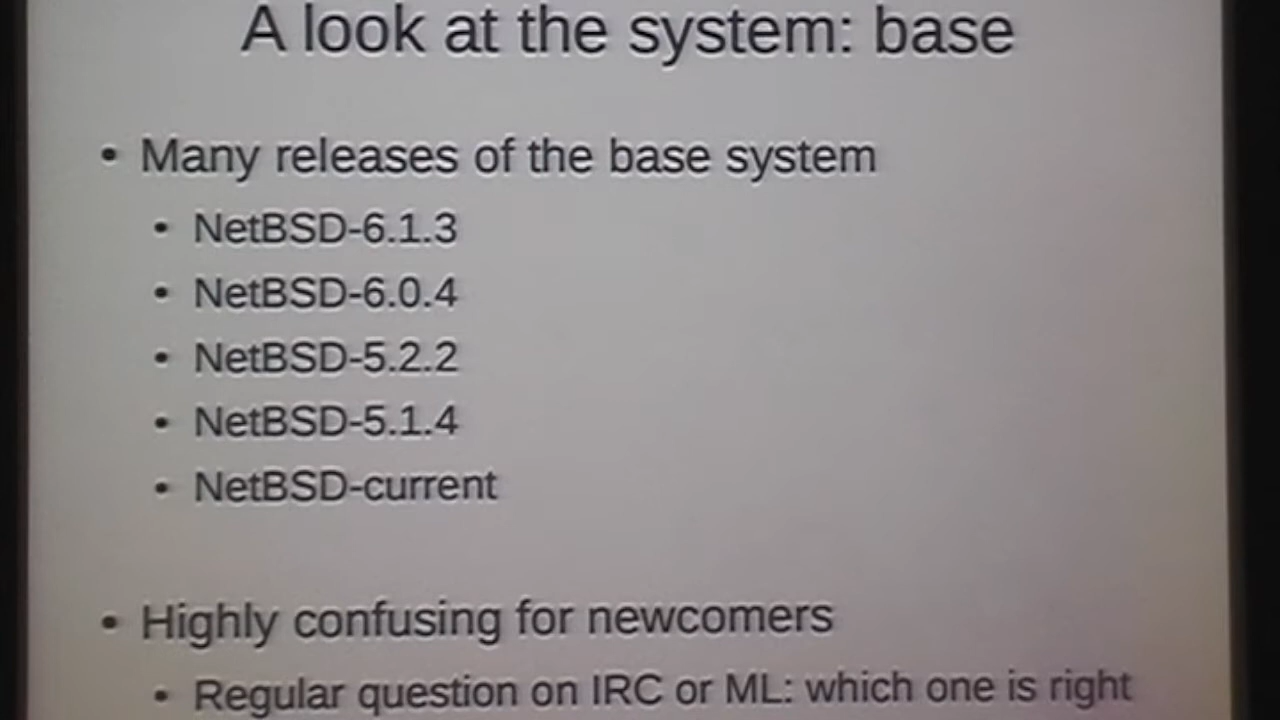 A look at the system: base
• Many releases of the base system
• NetBSD-6.1.3
• NetBSD-6.0.4
• NetBSD-5.2.2
• NetBSD-5.1.4
• NetBSD-current
• Highly confusing for newcomers
• Regular question on IRC or ML: which one is right